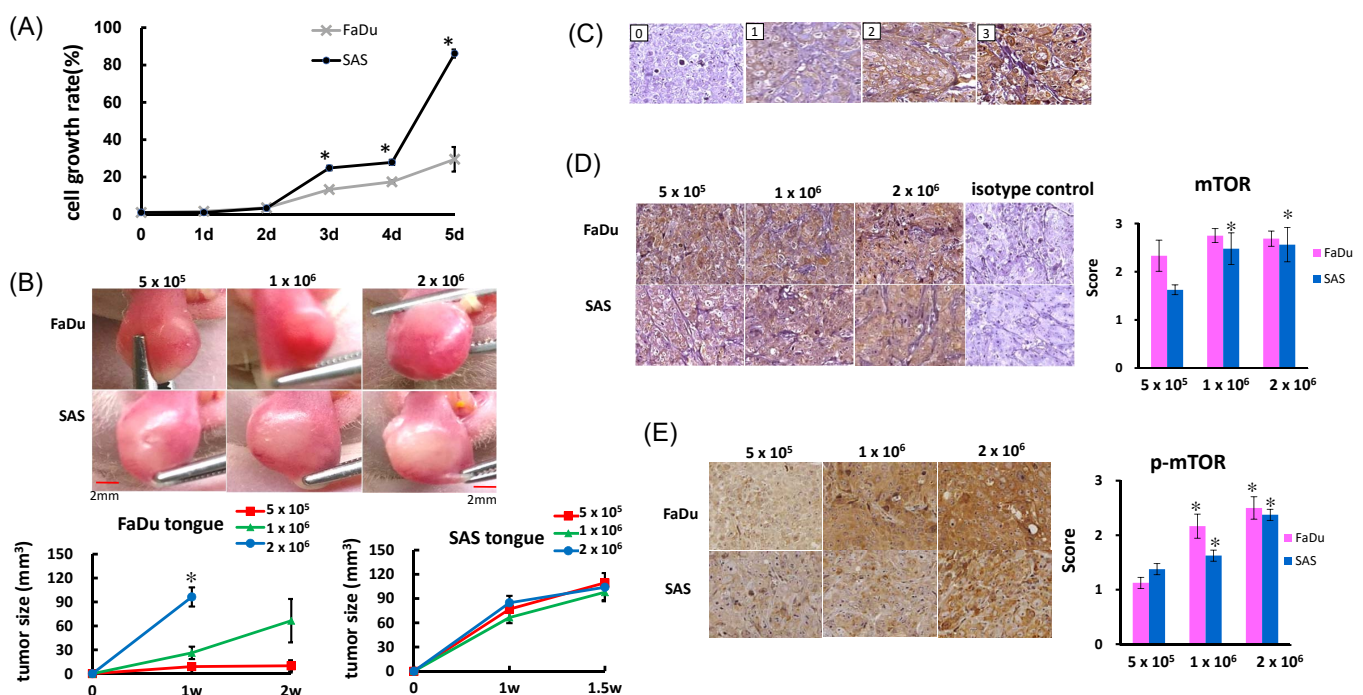 (A)
cell growth rate(%)
100
80
60
40
20
0
FaDu
SAS
*
*
*
0 1d 2d 3d 4d 5d
(B)
5 x 10⁵ 1 x 10⁶ 2 x 10⁶
FaDu
SAS
2mm
2mm
FaDu tongue
5 x 10⁵
1 x 10⁶
2 x 10⁶
tumor size (mm³)
150
120
90
60
30
0
*
0 1w 2w
SAS tongue
5 x 10⁵
1 x 10⁶
2 x 10⁶
tumor size (mm³)
150
120
90
60
30
0
0 1w 1.5w
(C)
0 1 2 3
(D)
5 x 10⁵ 1 x 10⁶ 2 x 10⁶ isotype control
FaDu
SAS
mTOR
Score
3
2
1
0
* *
FaDu
SAS
5 x 10⁵ 1 x 10⁶ 2 x 10⁶
(E)
5 x 10⁵ 1 x 10⁶ 2 x 10⁶
FaDu
SAS
p-mTOR
Score
3
2
1
0
* * * *
FaDu
SAS
5 x 10⁵ 1 x 10⁶ 2 x 10⁶